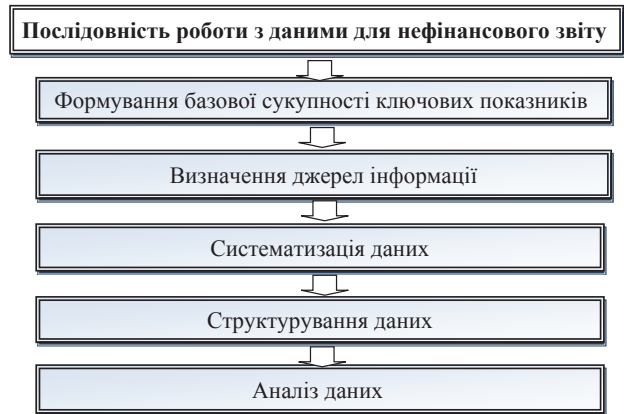 Послідовність роботи з даними для нефінансового звіту
Формування базової сукупності ключових показників
Визначення джерел інформації
Систематизація даних
Структурування даних
Аналіз даних